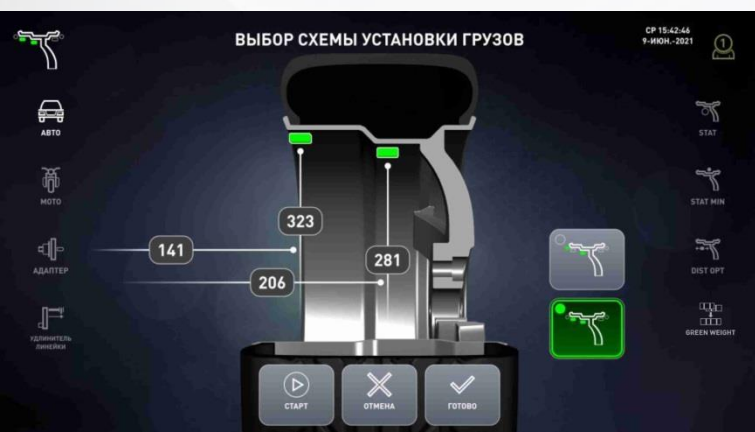 ВЫБОР СХЕМЫ УСТАНОВКИ ГРУЗОВ
СР 15:42:46
9-ИЮН.-2021
1
АВТО
МОТО
АДАПТЕР
УДЛИНИТЕЛЬ
ЛИНЕЙКИ
323
141
281
206
STAT
STAT MIN
DIST OPT
GREEN WEIGHT
СТАРТ
ОТМЕНА
ГОТОВО